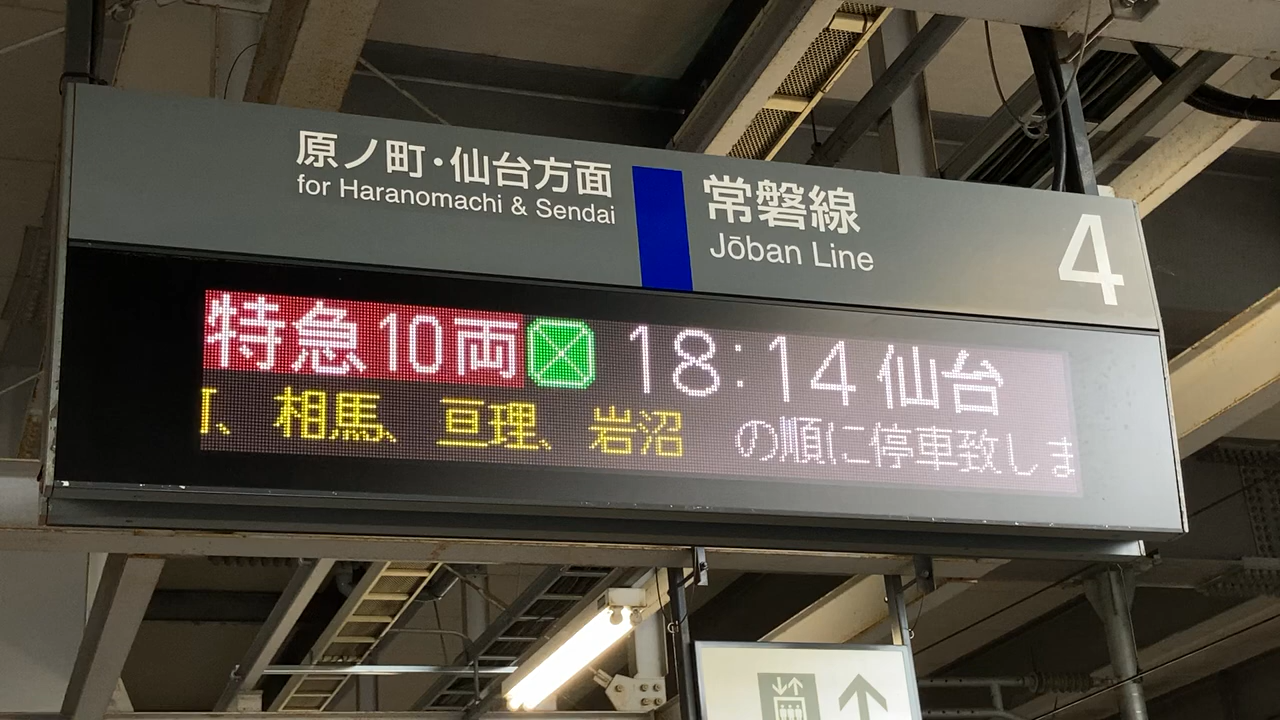 原ノ町・仙台方面
for Haranomachi & Sendai
常磐線
Jōban Line
4
特急10両 18:14 仙台
、相馬、亘理、岩沼 の順に停車致しま